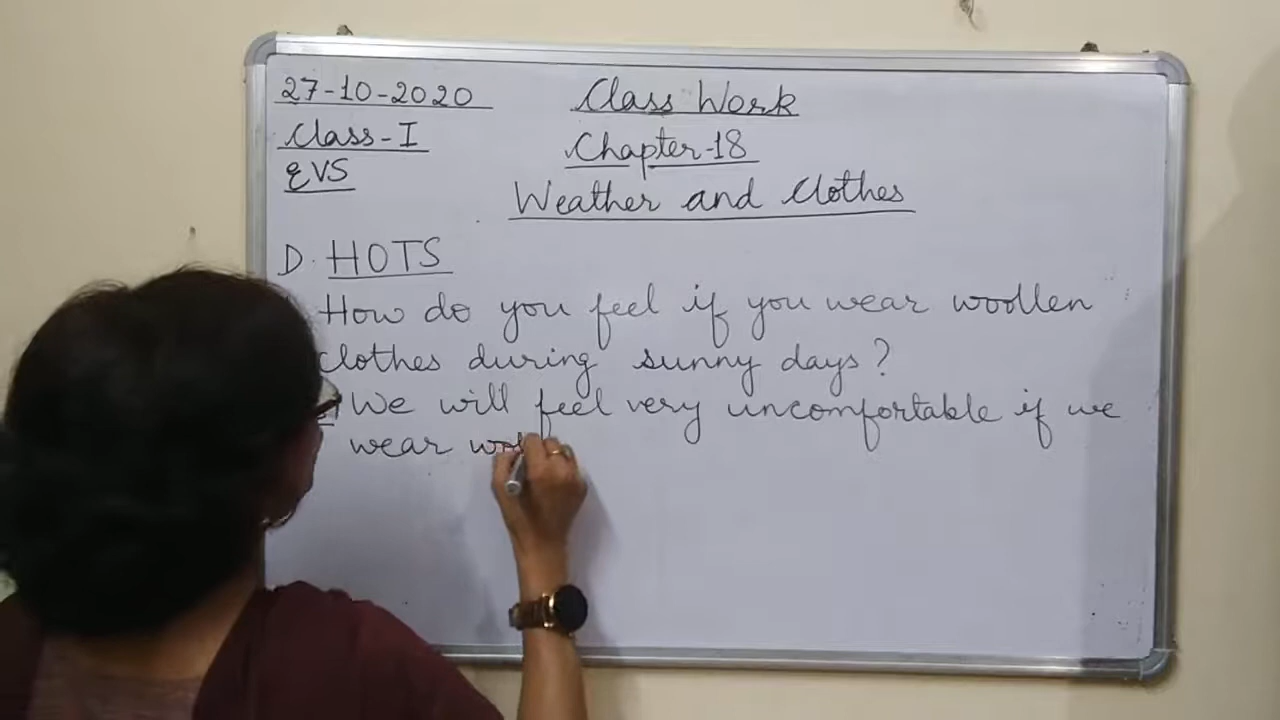 27-10-2020
Class Work
Class-I
Chapter-18
EVS
Weather and Clothes
D. HOTS
How do you feel if you wear woollen
clothes during sunny days?
We will feel very uncomfortable if we
wear